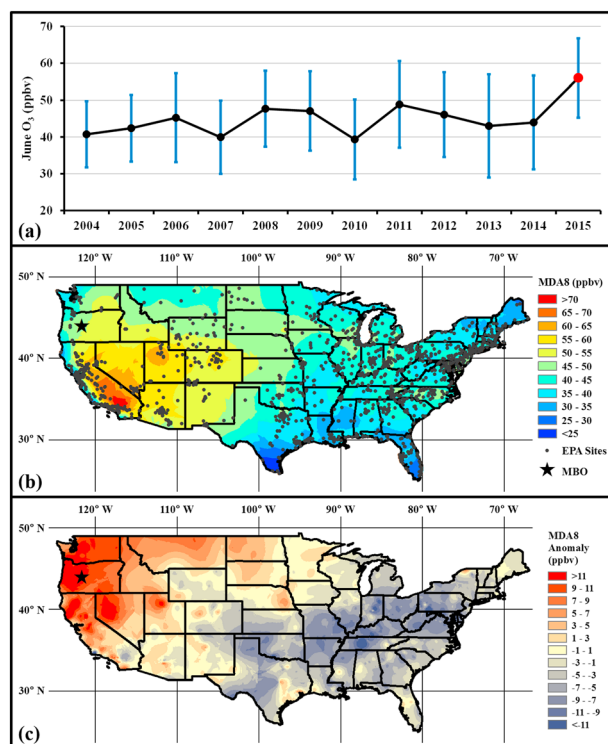 June O3 (ppbv)
70
60
50
40
30
20
2004 2005 2006 2007 2008 2009 2010 2011 2012 2013 2014 2015
(a)
120° W 110° W 100° W 90° W 80° W 70° W
50° N
40° N
30° N
MDA8 (ppbv)
>70
65 - 70
60 - 65
55 - 60
50 - 55
45 - 50
40 - 45
35 - 40
30 - 35
25 - 30
<25
EPA Sites
MBO
(b)
120° W 110° W 100° W 90° W 80° W 70° W
50° N
40° N
30° N
MDA8
Anomaly
(ppbv)
>11
9 - 11
7 - 9
5 - 7
3 - 5
1 - 3
-1 - 1
-3 - -1
-5 - -3
-7 - -5
-9 - -7
-11 - -9
<-11
(c)